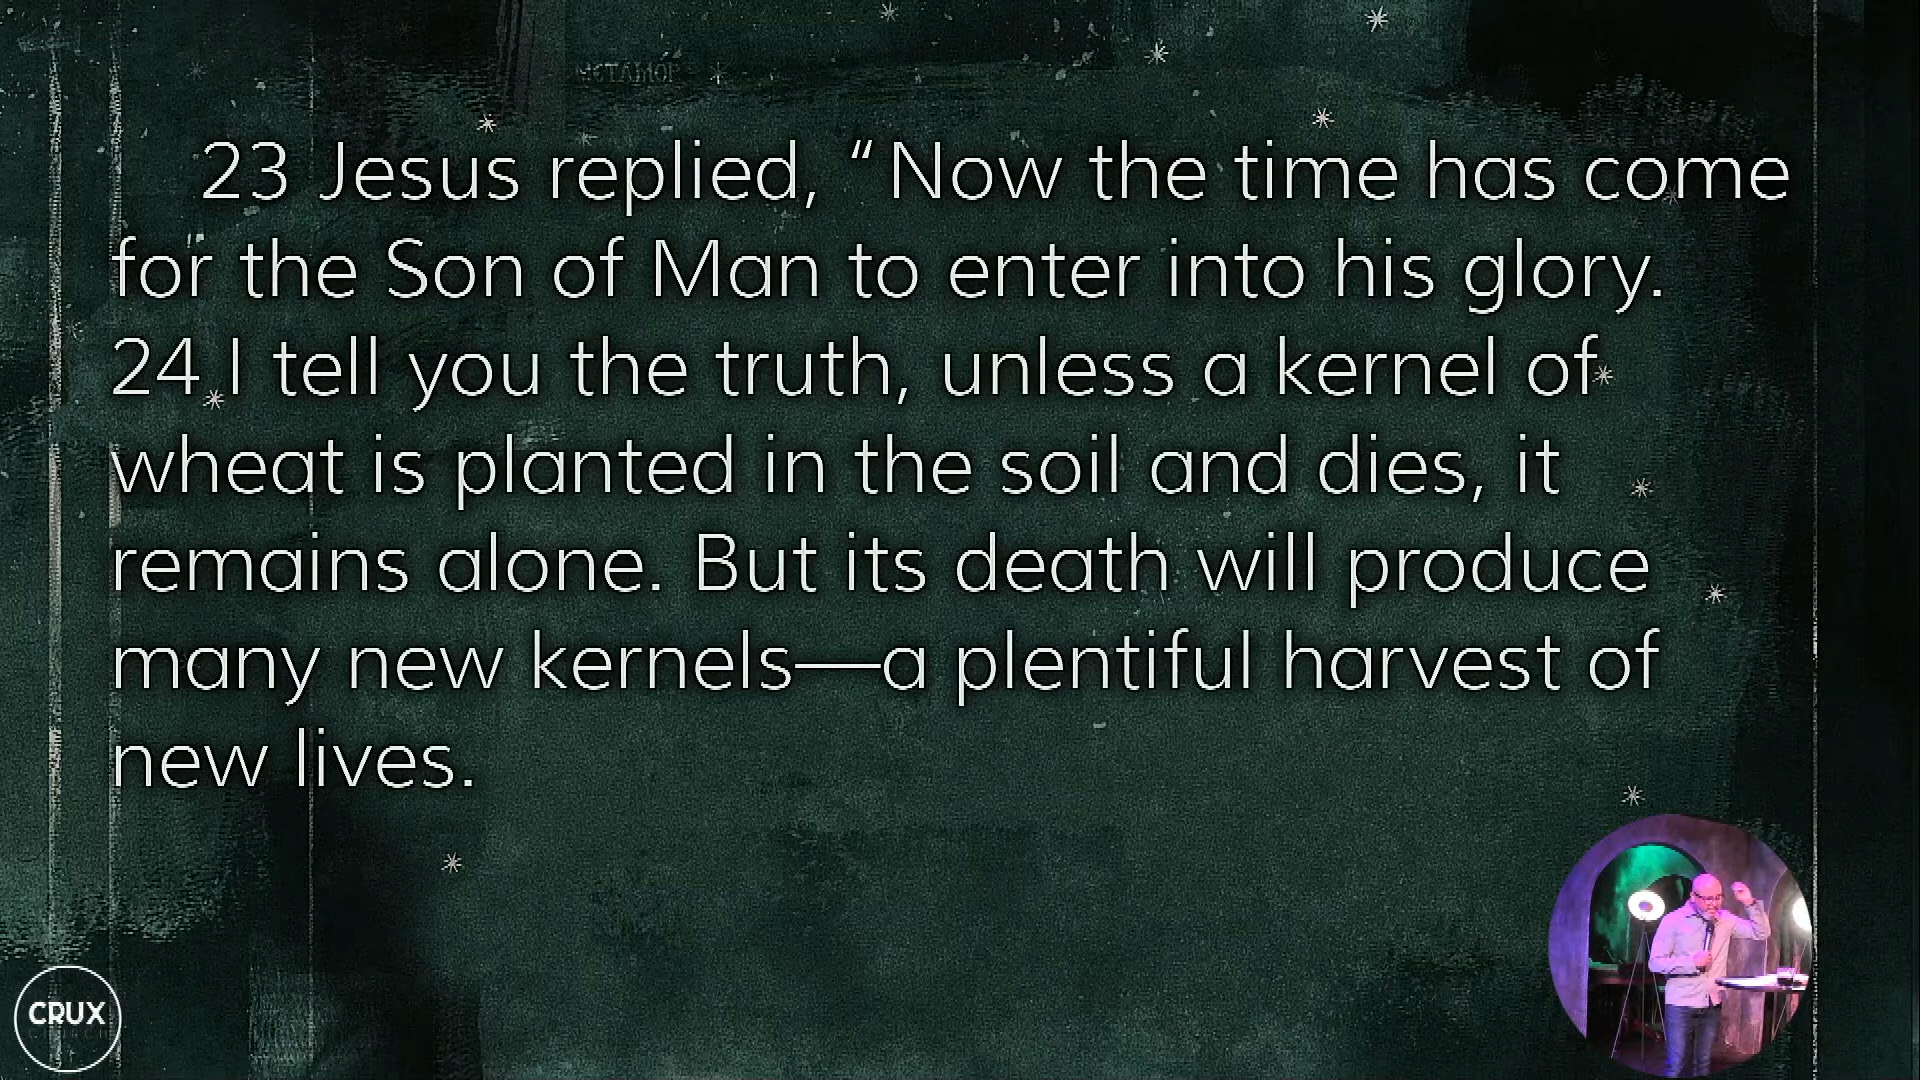 METAMOR
23 Jesus replied, “Now the time has come
for the Son of Man to enter into his glory.
24 I tell you the truth, unless a kernel of
wheat is planted in the soil and dies, it
remains alone. But its death will produce
many new kernels—a plentiful harvest of
new lives.
CRUX
CHURCH